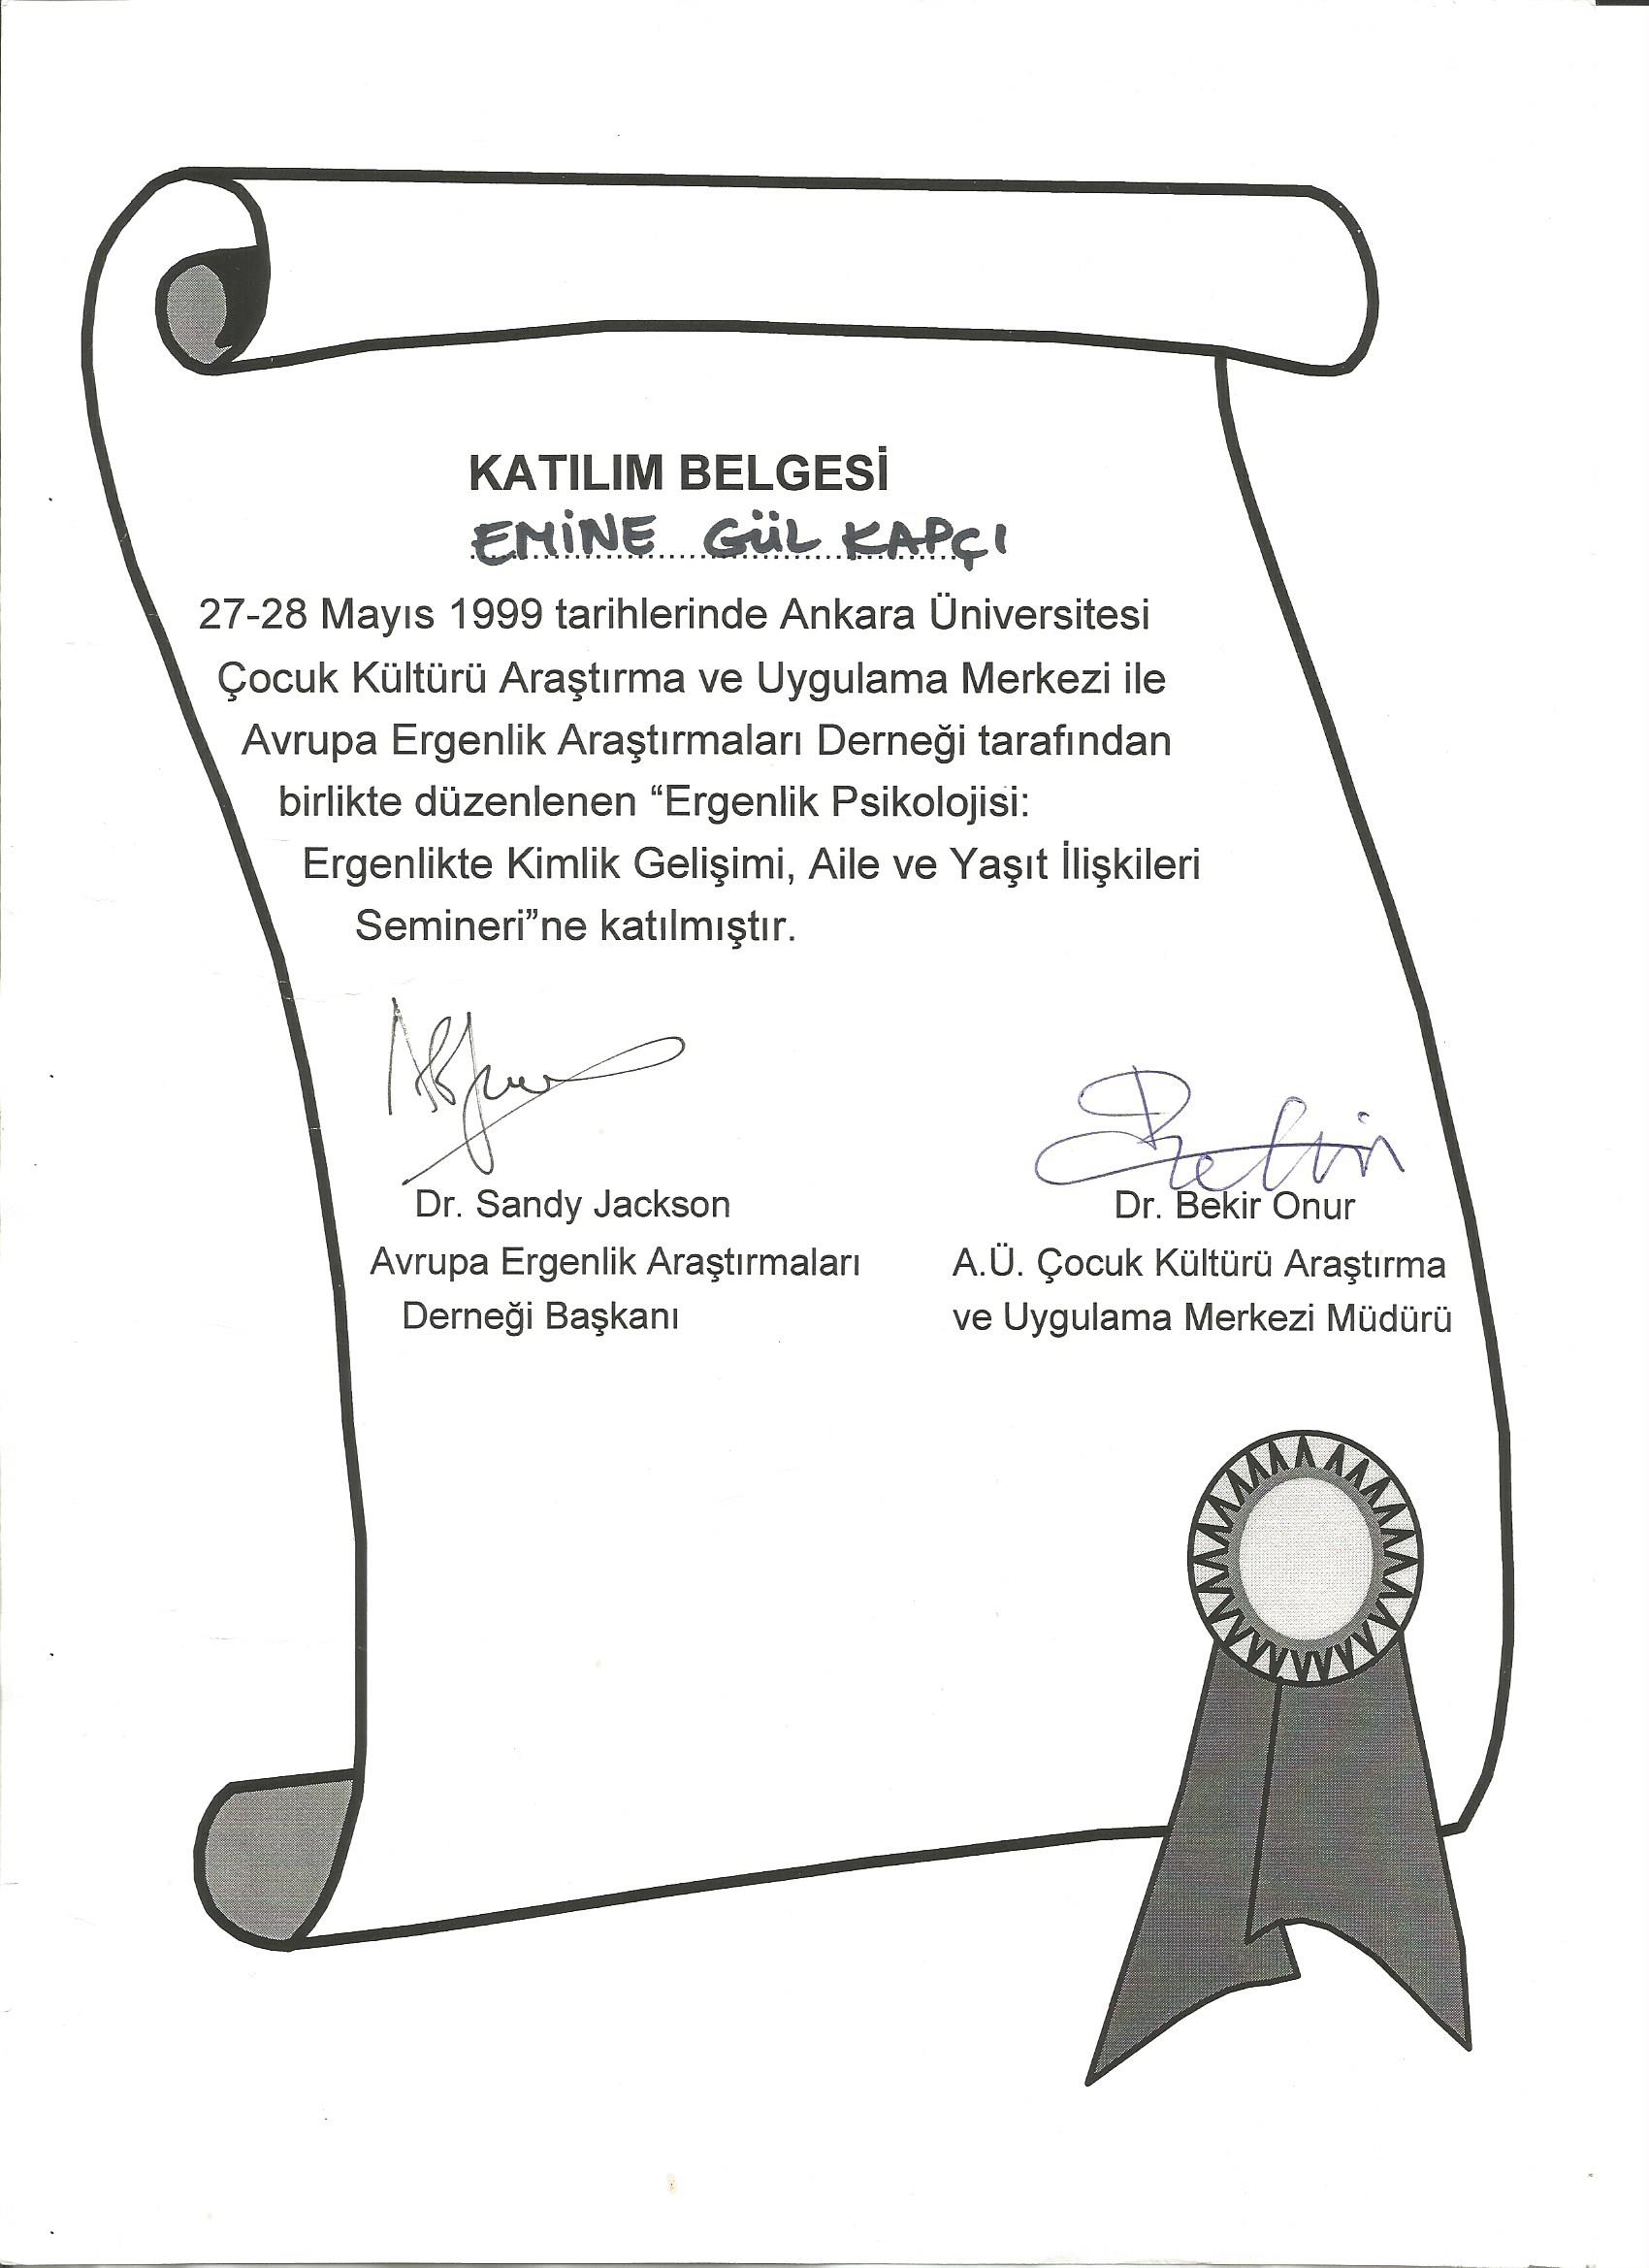 KATILIM BELGESİ
EMİNE GÜL KAPÇI
27-28 Mayıs 1999 tarihlerinde Ankara Üniversitesi
Çocuk Kültürü Araştırma ve Uygulama Merkezi ile
Avrupa Ergenlik Araştırmaları Derneği tarafından
birlikte düzenlenen “Ergenlik Psikolojisi:
Ergenlikte Kimlik Gelişimi, Aile ve Yaşıt İlişkileri
Semineri”ne katılmıştır.
Dr. Sandy Jackson
Avrupa Ergenlik Araştırmaları
Derneği Başkanı
Dr. Bekir Onur
A.Ü. Çocuk Kültürü Araştırma
ve Uygulama Merkezi Müdürü